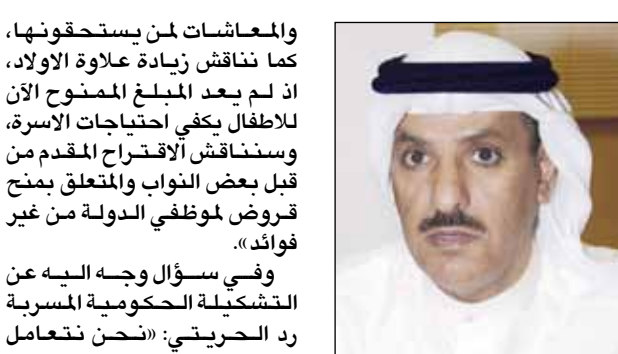 والمعاشات لمن يستحقونها،
كما نناقش زيادة علاوة الاولاد،
اذ لم يعد المبلغ الممنوح الآن
للاطفال يكفي احتياجات الاسرة،
وسنناقش الاقتراح المقدم من
قبل بعض النواب والمتعلق بمنح
قروض لموظفي الدولة من غير
فوائد».
وفي سؤال وجه اليه عن
التشكيلة الحكومية المسربة
رد الحريتي: «نحن نتعامل